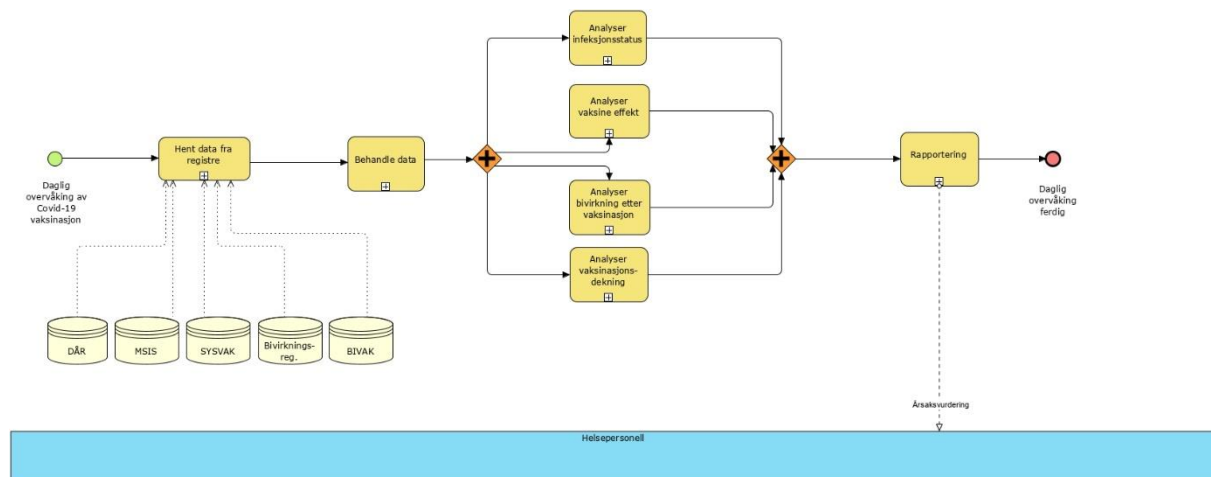 Analyser
infeksjonsstatus
Analyser
vaksine effekt
Hent data fra
registre
Behandle data
Rapportering
Daglig
overvåking av
Covid-19
vaksinasjon
Analyser
bivirkning etter
vaksinasjon
Daglig
overvåking
ferdig
Analyser
vaksinasjons-
dekning
DÅR
MSIS
SYSVAK
Bivirknings-
reg.
BIVAK
Årsaksvurdering
Helsepersonell